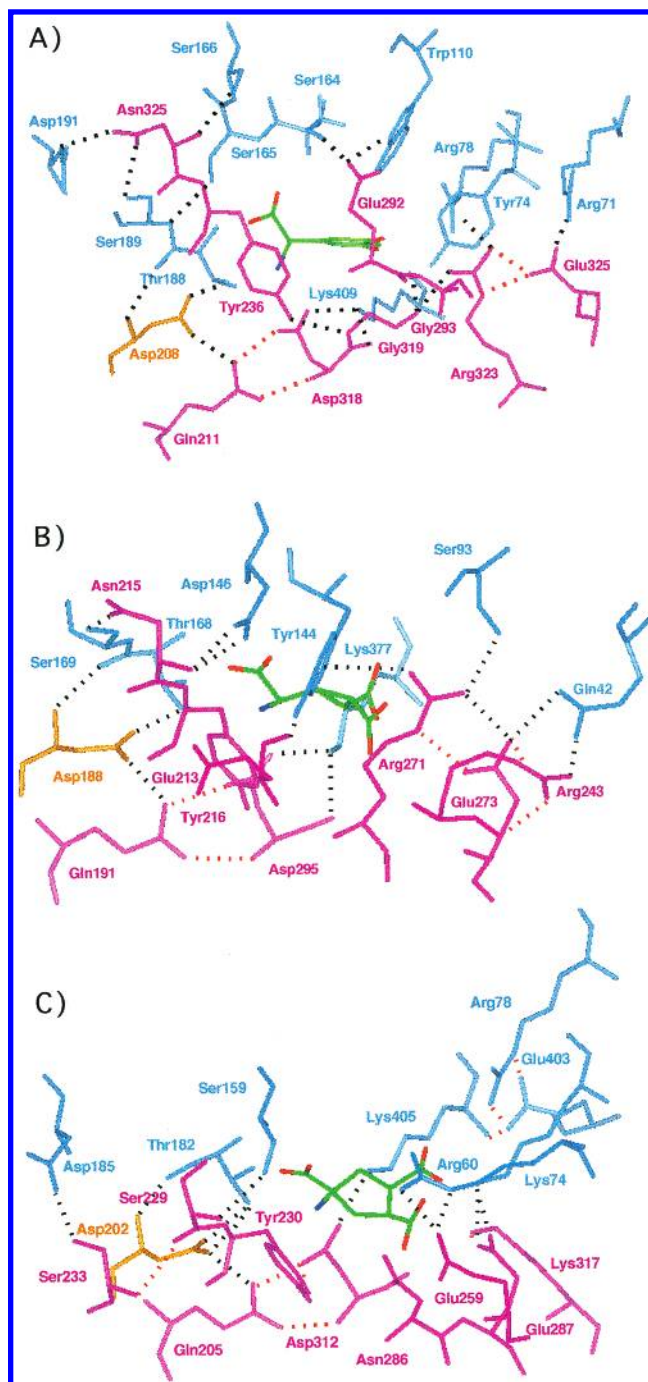 A)
Ser166
Trp110
Asn325
Ser164
Asp191
Ser165
Arg78
Glu292
Tyr74
Arg71
Ser189
Thr188
Glu325
Tyr236
Lys409
Gly293
Asp208
Gly319
Arg323
Asp318
Gln211
B)
Ser93
Asp146
Asn215
Thr168
Tyr144
Lys377
Ser169
Gln42
Glu213
Arg271
Asp188
Arg243
Tyr216
Glu273
Asp295
Gln191
C)
Arg78
Glu403
Ser159
Lys405
Thr182
Arg60
Asp185
Lys74
Ser229
Tyr230
Asp202
Lys317
Ser233
Glu259
Asp312
Glu287
Gln205
Asn286